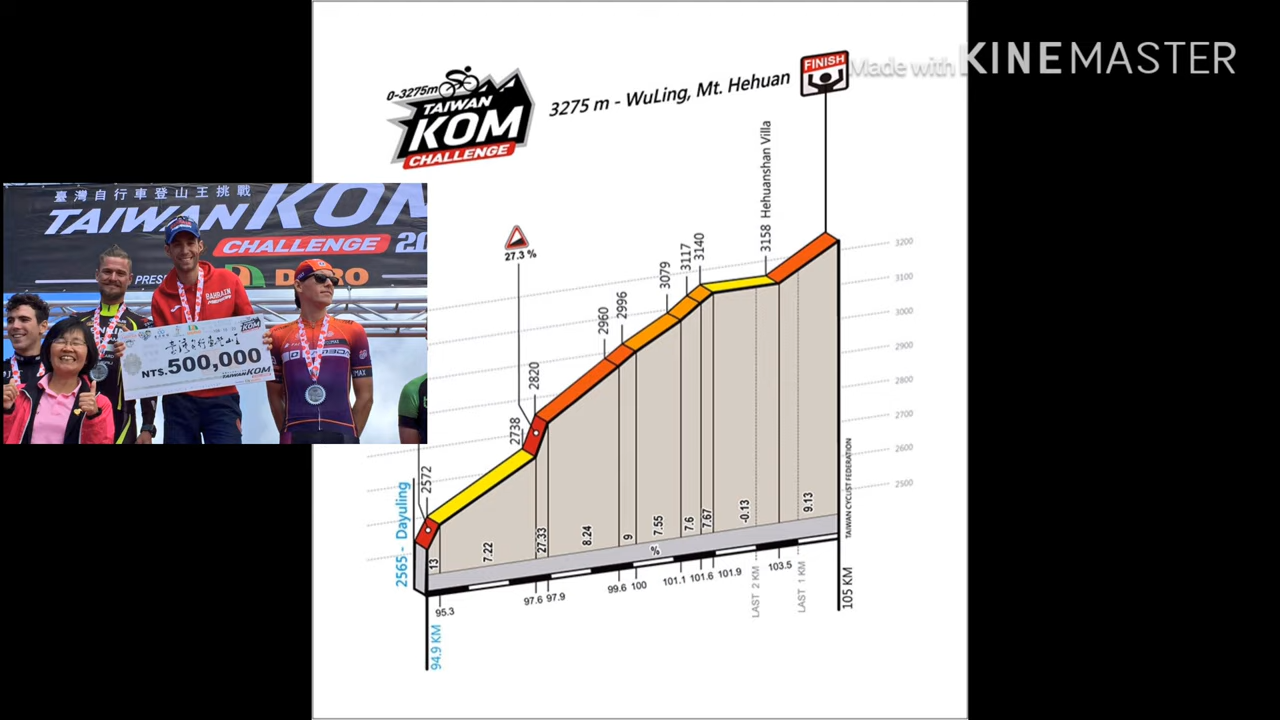 Made with KINEMASTER
0-3275m
TAIWAN
KOM
CHALLENGE
3275 m - WuLing, Mt. Hehuan
FINISH
臺灣自行車登山王挑戰
TAIWAN KOM
CHALLENGE
PRESE
NT$.500,000
TAIWAN KOM
BAHRAIN
27.3 %
2565 - Dayuling
2572
2738
2820
2960
2996
3079
3117
3140
3158 Hehuanshan Villa
3200
3100
3000
2900
2800
2700
2600
2500
13
7.22
27.33
8.24
9
7.55
7.6
7.67
-0.13
9.13
%
94.9 KM
95.3
97.6
97.9
99.6
100
101.1
101.6
101.9
LAST 2 KM
103.5
LAST 1 KM
105 KM
TAIWAN CYCLIST FEDERATION